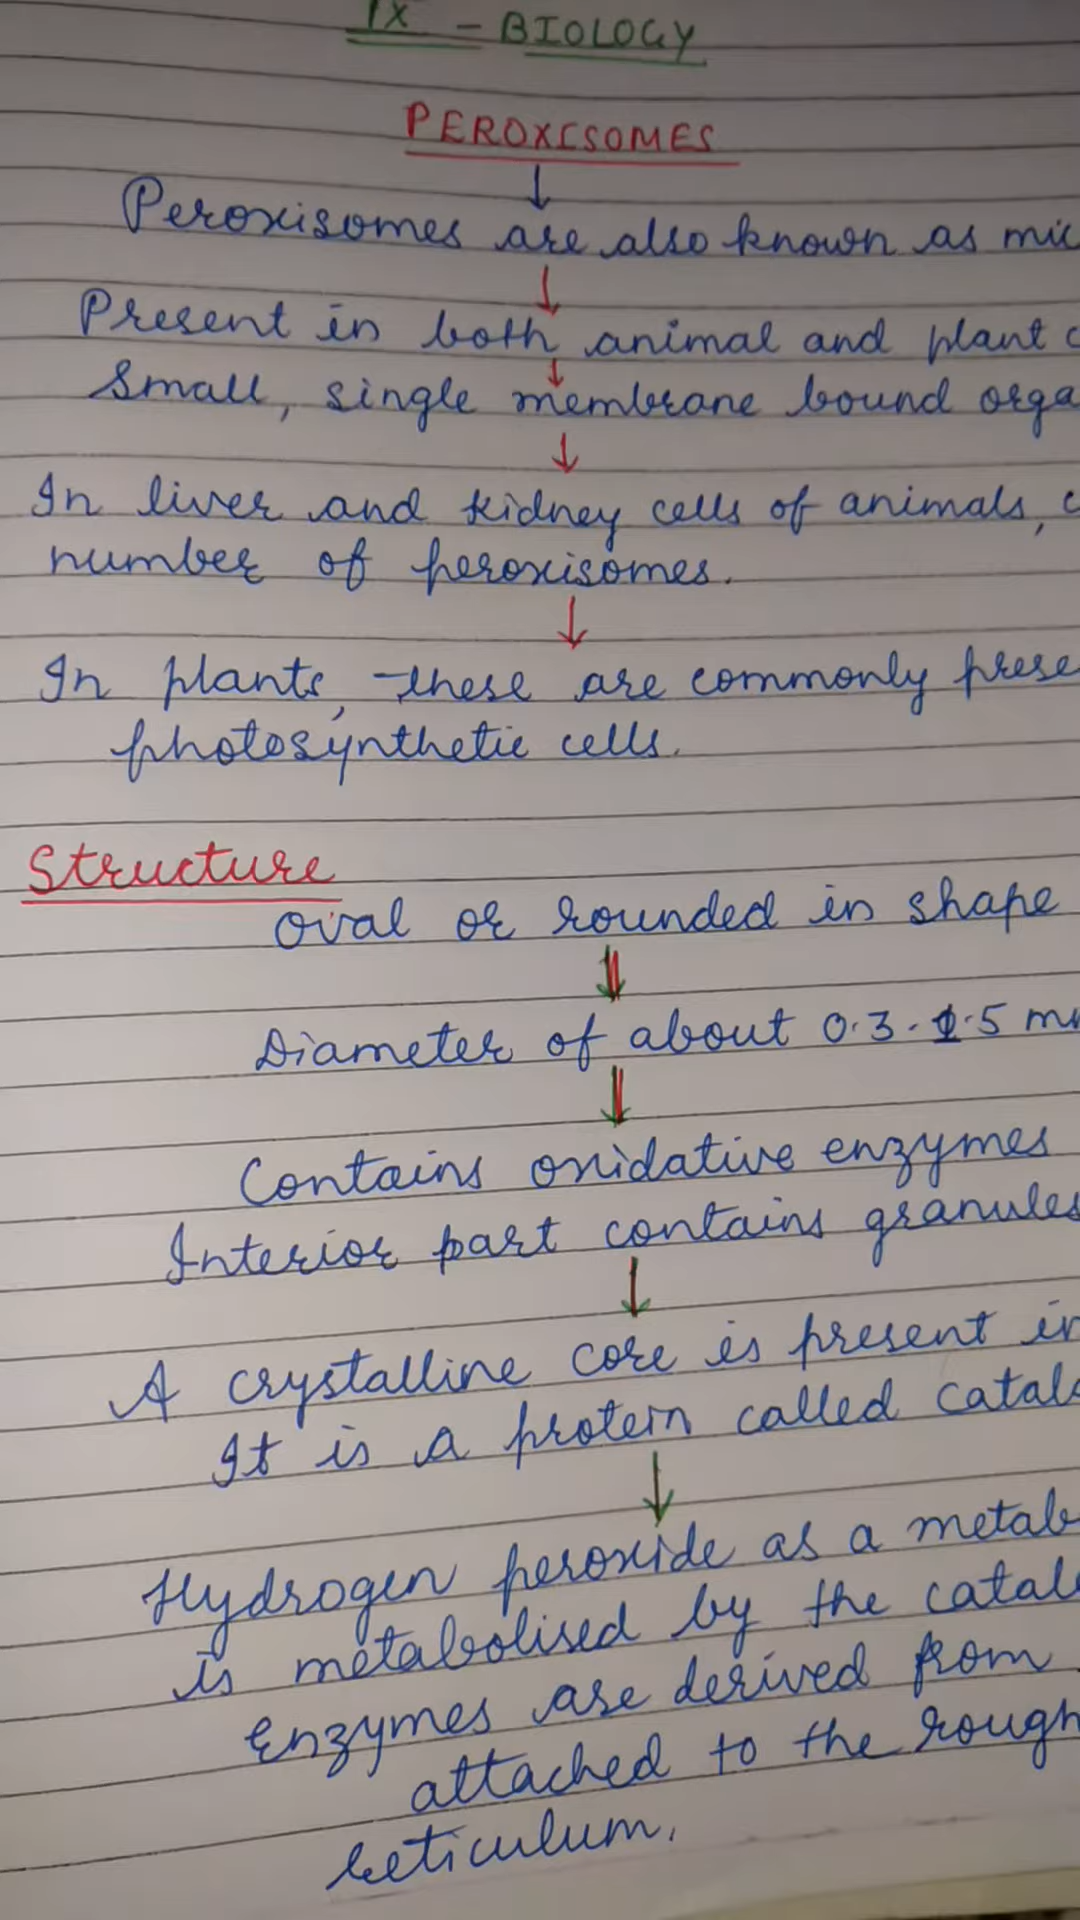 IX - BIOLOGY
PEROXISOMES
Peroxisomes are also known as mic
Present in both animal and plant c
Small, single membrane bound orga
In liver and kidney cells of animals, c
number of peroxisomes.
In plants, these are commonly prese
photosynthetic cells.
Structure
Oval or rounded in shape
Diameter of about 0.3-1.5 m
Contains oxidative enzymes
Interior part contains granules
A crystalline core is present in
It is a protein called catal
Hydrogen peroxide as a metab
is metabolised by the catal
Enzymes are derived from
attached to the rough
reticulum.